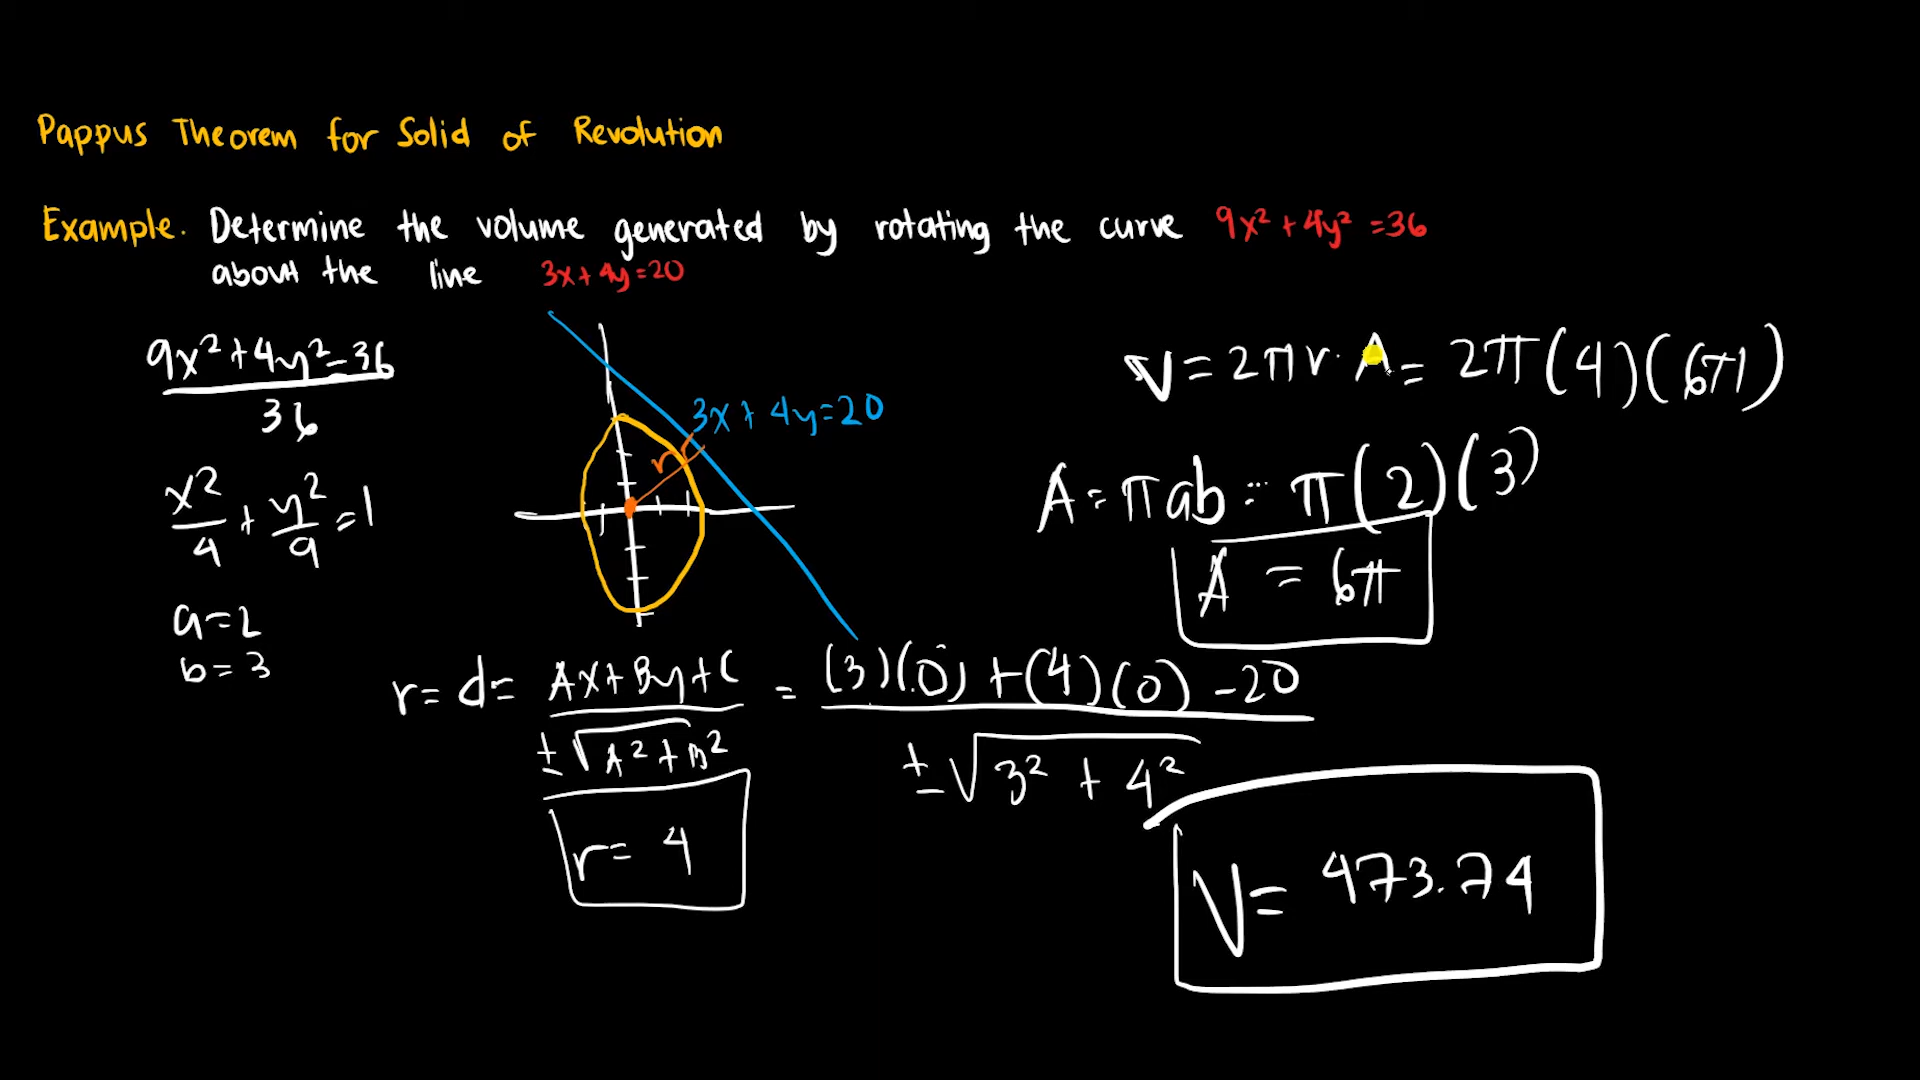 Pappus Theorem for Solid of Revolution
Example. Determine the volume generated by rotating the curve 9x² + 4y² = 36
about the line 3x + 4y = 20
9x² + 4y² = 36
36
x²/4 + y²/9 = 1
a = 2
b = 3
3x + 4y = 20
r
V = 2πr · A = 2π(4)(6π)
A = πab = π(2)(3)
A = 6π
r = d = Ax + By + C / ±√A² + B² = (3)(0) + (4)(0) - 20 / ±√3² + 4²
r = 4
V = 473.74